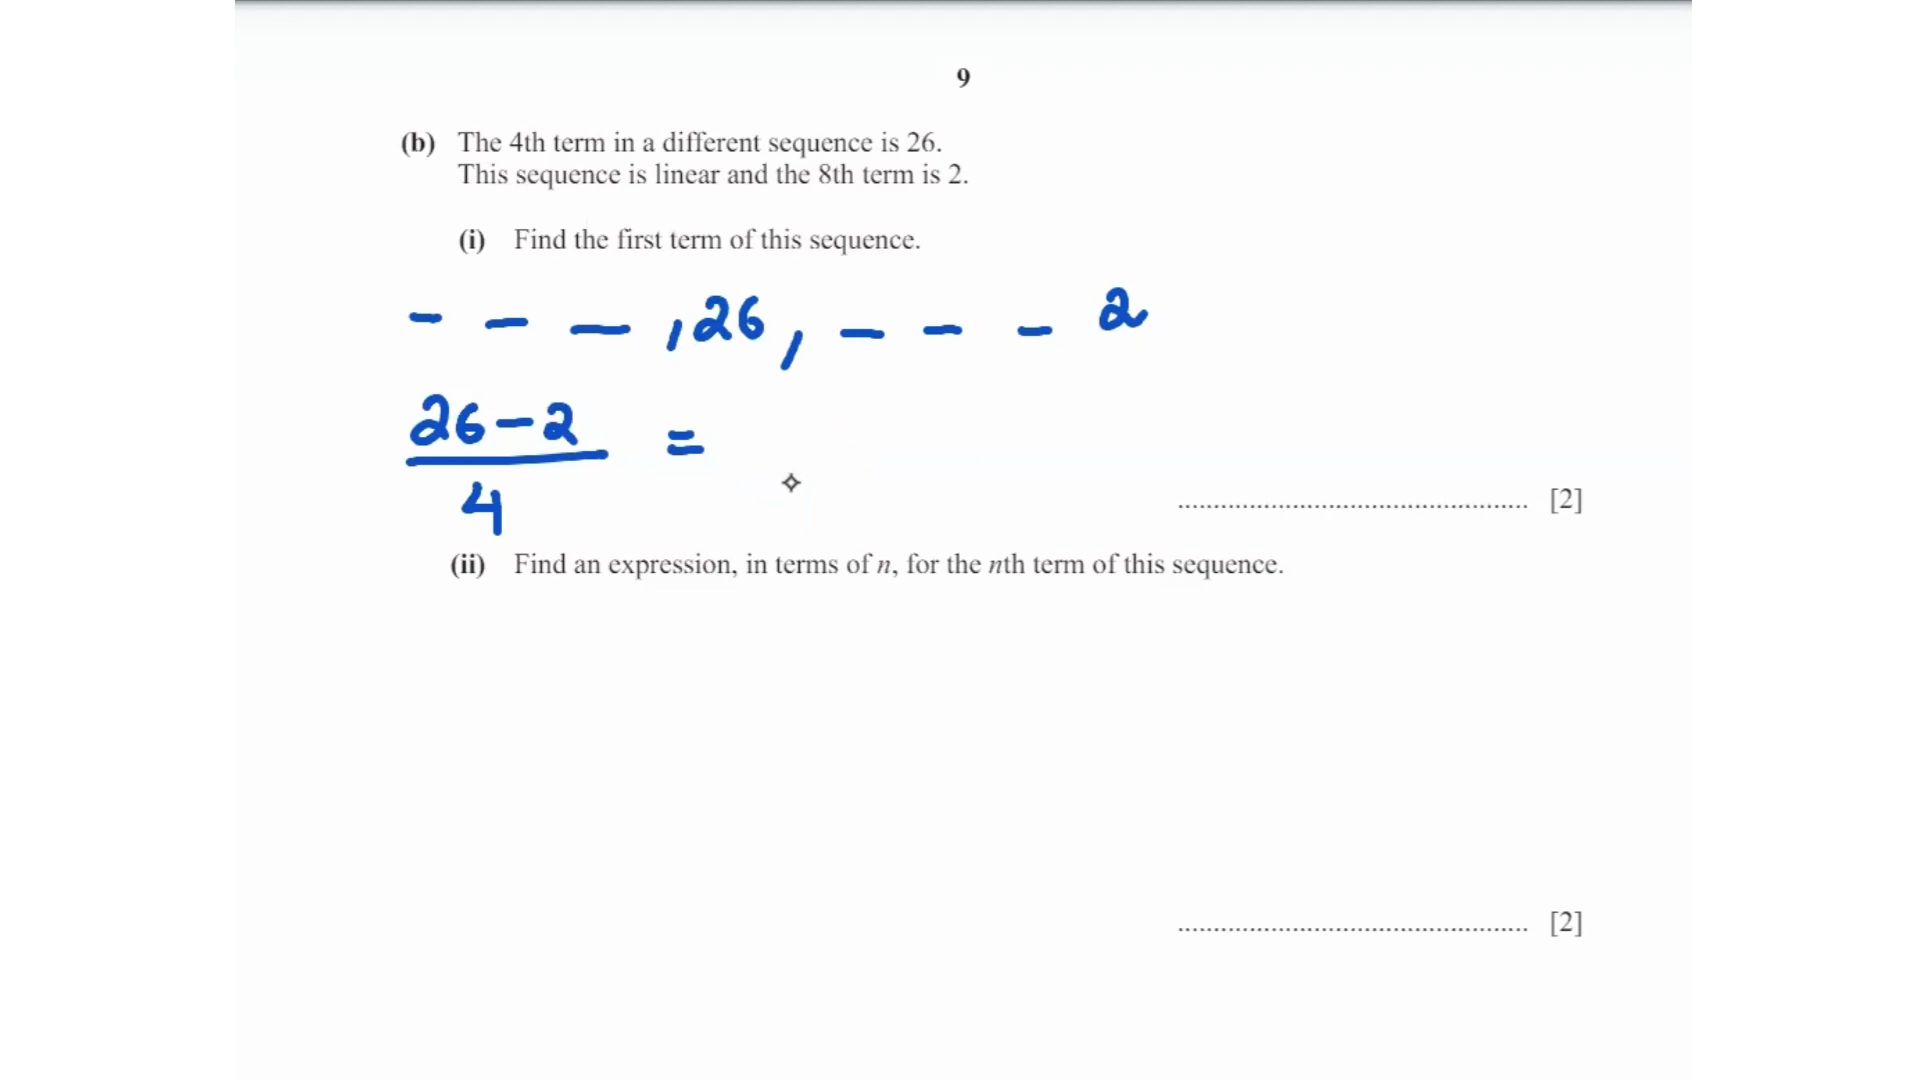 9
(b) The 4th term in a different sequence is 26.
This sequence is linear and the 8th term is 2.
(i) Find the first term of this sequence.
– – – , 26 , – – – 2
26 – 2
=
4
.................................................. [2]
(ii) Find an expression, in terms of n, for the nth term of this sequence.
.................................................. [2]